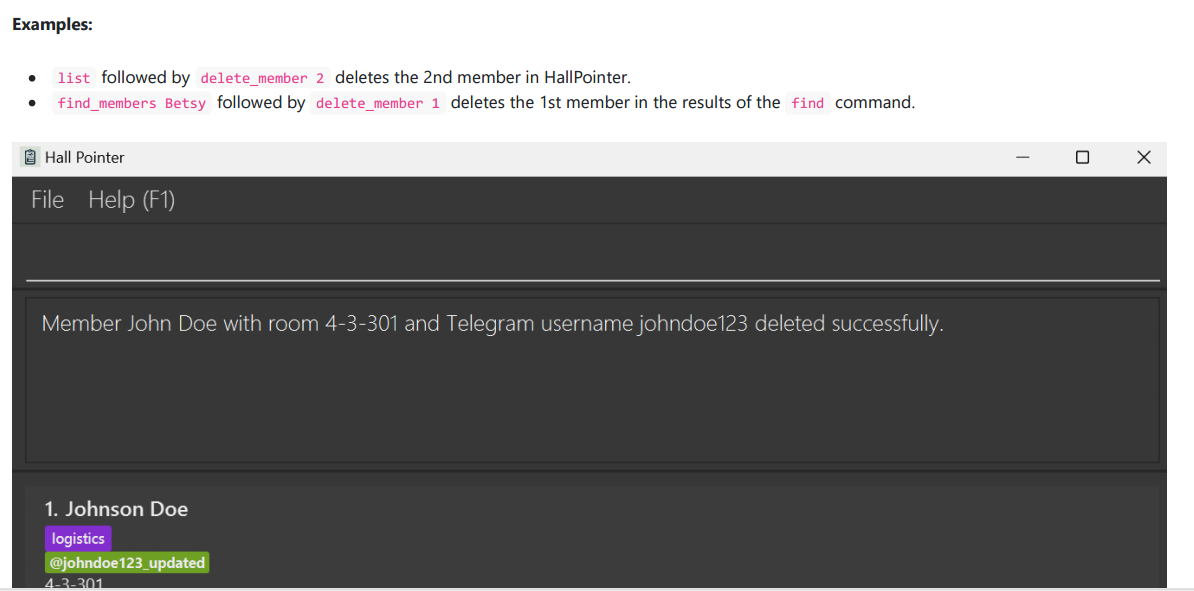 Examples:
list followed by delete_member 2 deletes the 2nd member in HallPointer.
find_members Betsy followed by delete_member 1 deletes the 1st member in the results of the find command.
Hall Pointer
File Help (F1)
Member John Doe with room 4-3-301 and Telegram username johndoe123 deleted successfully.
1. Johnson Doe
logistics
@johndoe123_updated
4-3-301